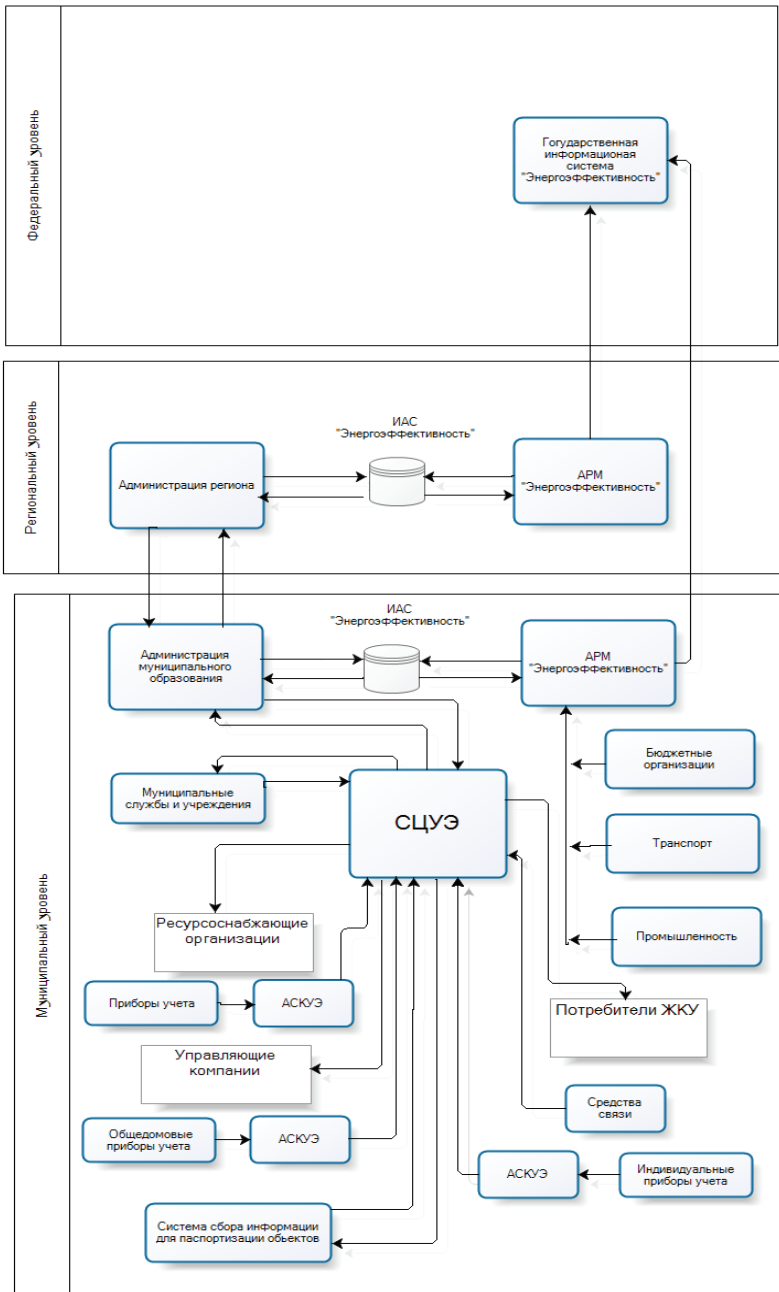 Федеральный уровень
Гогударственная
информационая
система
"Энергоэффективность"
Региональный уровень
ИАС
"Энергоэффективность"
Администрация региона
АРМ
"Энергоэффективность"
Муниципальный уровень
ИАС
"Энергоэффективность"
Администрация
муниципального
образования
АРМ
"Энергоэффективность"
Бюджетные
организации
Муниципальные
службы и учреждения
СЦУЭ
Транспорт
Ресурсоснабжающие
организации
Промышленность
Приборы учета
АСКУЭ
Потребители ЖКУ
Управляющие
компании
Средства
связи
Общедомовые
приборы учета
АСКУЭ
АСКУЭ
Индивидуальные
приборы учета
Система сбора информации
для паспортизации обьектов